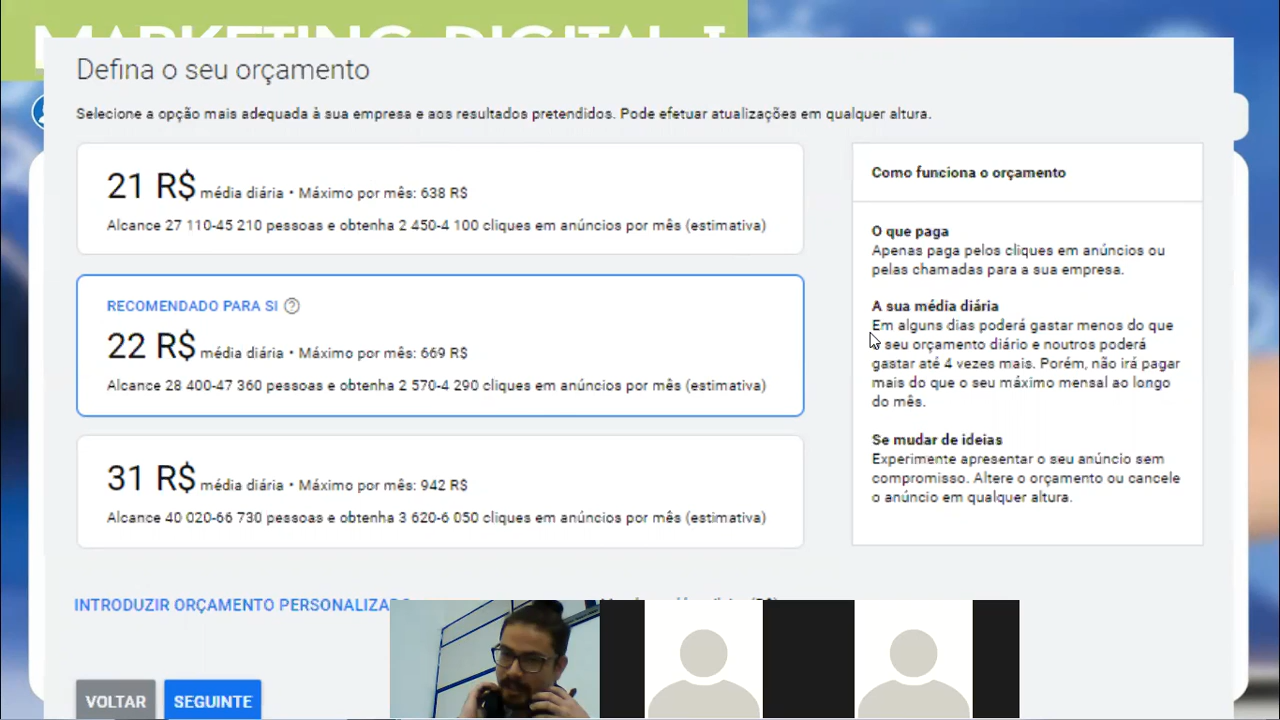 MARKETING DIGITAL I
Defina o seu orçamento
Selecione a opção mais adequada à sua empresa e aos resultados pretendidos. Pode efetuar atualizações em qualquer altura.
21 R$ média diária • Máximo por mês: 638 R$
Alcance 27 110-45 210 pessoas e obtenha 2 450-4 100 cliques em anúncios por mês (estimativa)
RECOMENDADO PARA SI
22 R$ média diária • Máximo por mês: 669 R$
Alcance 28 400-47 360 pessoas e obtenha 2 570-4 290 cliques em anúncios por mês (estimativa)
31 R$ média diária • Máximo por mês: 942 R$
Alcance 40 020-66 730 pessoas e obtenha 3 620-6 050 cliques em anúncios por mês (estimativa)
INTRODUZIR ORÇAMENTO PERSONALIZADO
VOLTAR
SEGUINTE
Como funciona o orçamento
O que paga
Apenas paga pelos cliques em anúncios ou
pelas chamadas para a sua empresa.
A sua média diária
Em alguns dias poderá gastar menos do que
o seu orçamento diário e noutros poderá
gastar até 4 vezes mais. Porém, não irá pagar
mais do que o seu máximo mensal ao longo
do mês.
Se mudar de ideias
Experimente apresentar o seu anúncio sem
compromisso. Altere o orçamento ou cancele
o anúncio em qualquer altura.